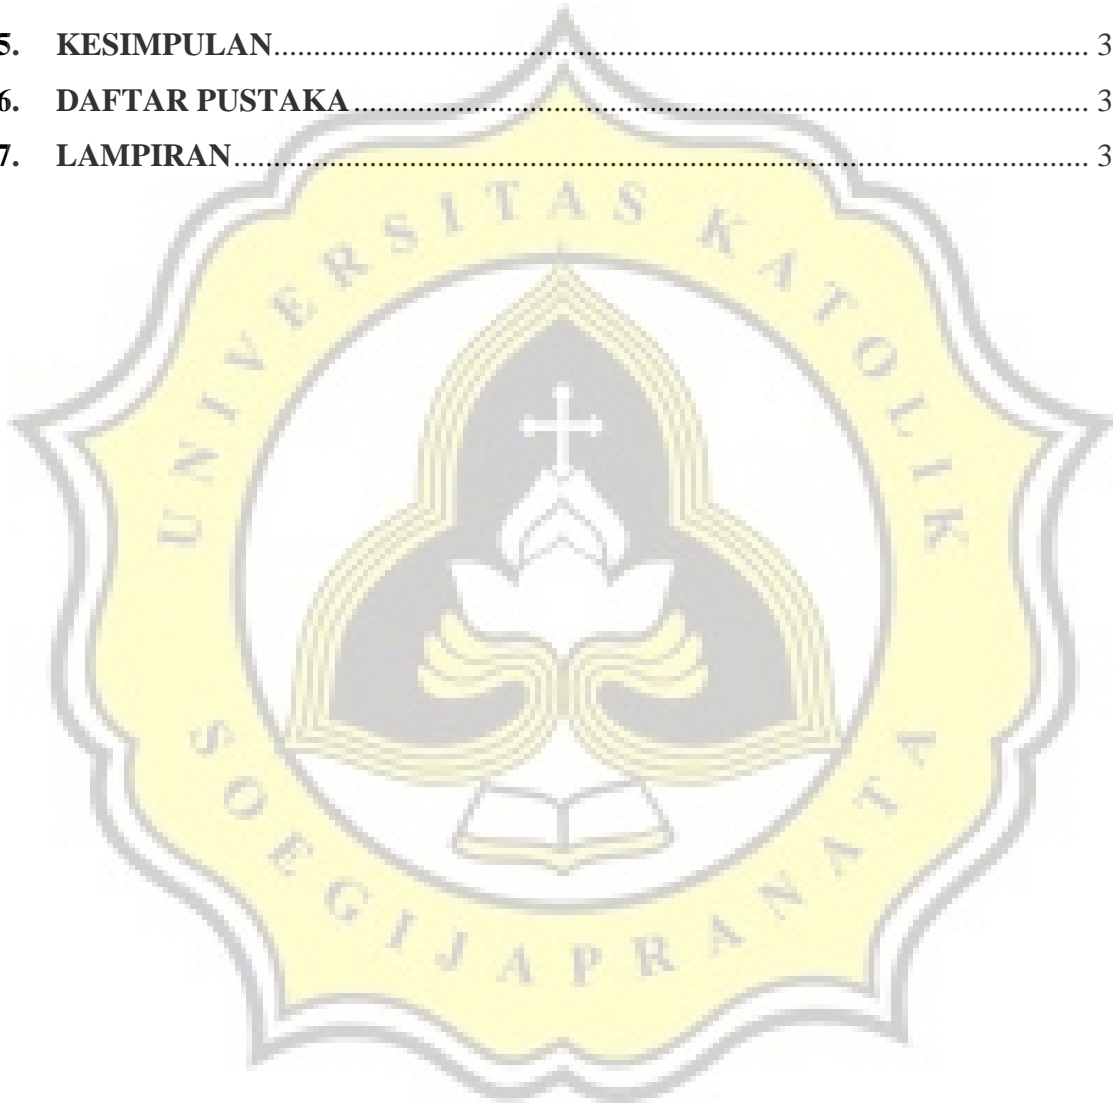 5. KESIMPULAN........................................................................................................ 3
6. DAFTAR PUSTAKA.............................................................................................. 3
7. LAMPIRAN............................................................................................................. 3
UNIVERSITAS KATOLIK
SOEGIJAPRANATA